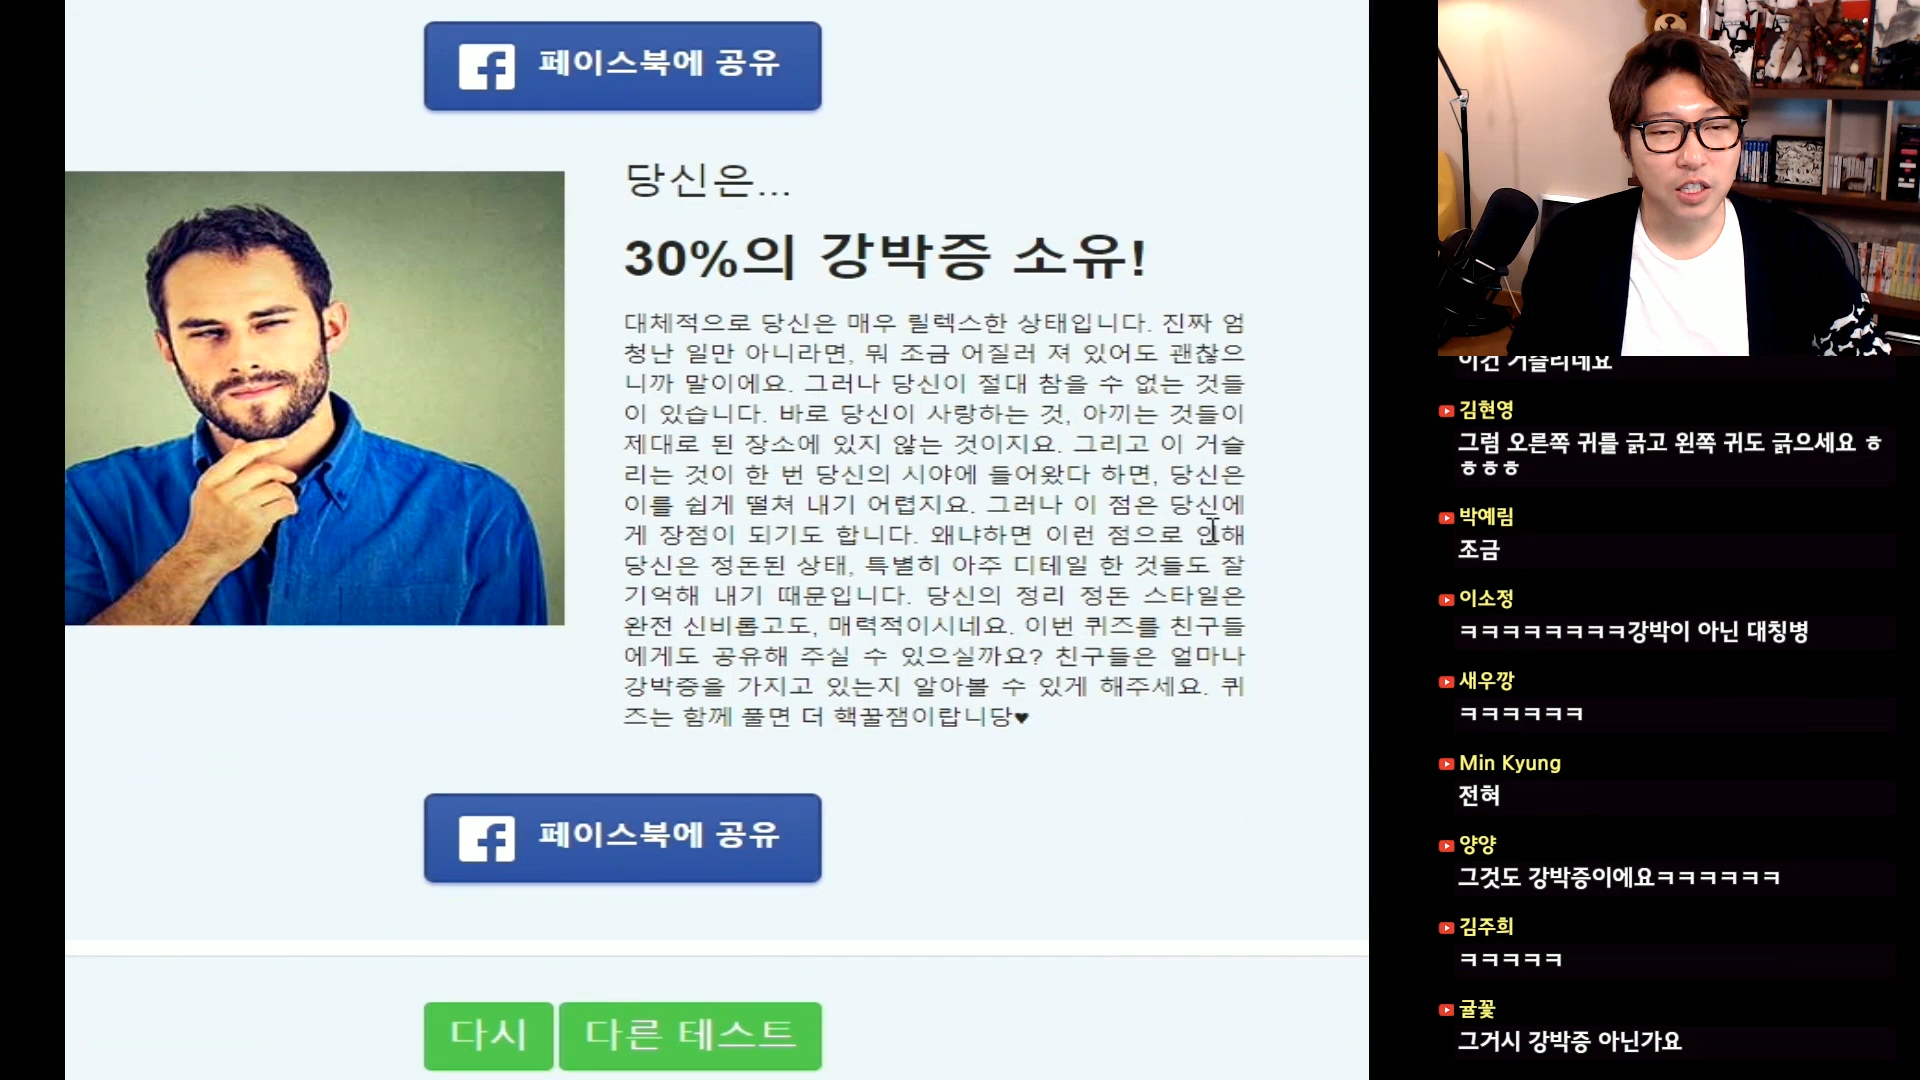 페이스북에 공유
당신은...
30%의 강박증 소유!
대체적으로 당신은 매우 릴렉스한 상태입니다. 진짜 엄
청난 일만 아니라면, 뭐 조금 어질러 져 있어도 괜찮으
니까 말이에요. 그러나 당신이 절대 참을 수 없는 것들
이 있습니다. 바로 당신이 사랑하는 것, 아끼는 것들이
제대로 된 장소에 있지 않는 것이지요. 그리고 이 거슬
리는 것이 한 번 당신의 시야에 들어왔다 하면, 당신은
이를 쉽게 떨쳐 내기 어렵지요. 그러나 이 점은 당신에
게 장점이 되기도 합니다. 왜냐하면 이런 점으로 인해
당신은 정돈된 상태, 특별히 아주 디테일 한 것들도 잘
기억해 내기 때문입니다. 당신의 정리 정돈 스타일은
완전 신비롭고도, 매력적이시네요. 이번 퀴즈를 친구들
에게도 공유해 주실 수 있으실까요? 친구들은 얼마나
강박증을 가지고 있는지 알아볼 수 있게 해주세요. 퀴
즈는 함께 풀면 더 핵꿀잼이랍니당♥
페이스북에 공유
다시 다른 테스트
이건 거슬리네요
김현영
그럼 오른쪽 귀를 긁고 왼쪽 귀도 긁으세요 ㅎ
ㅎㅎㅎ
박예림
조금
이소정
ㅋㅋㅋㅋㅋㅋㅋㅋ강박이 아닌 대칭병
새우깡
ㅋㅋㅋㅋㅋㅋ
Min Kyung
전혀
양양
그것도 강박증이에요ㅋㅋㅋㅋㅋㅋ
김주희
ㅋㅋㅋㅋㅋ
귤꽃
그거시 강박증 아닌가요